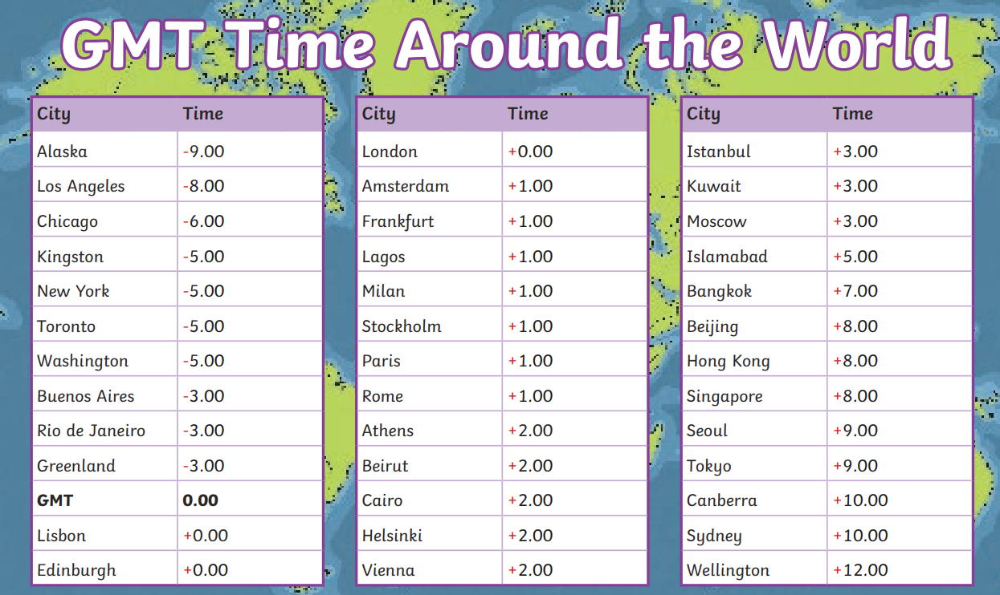 GMT Time Around the World
City Time
Alaska -9.00
Los Angeles -8.00
Chicago -6.00
Kingston -5.00
New York -5.00
Toronto -5.00
Washington -5.00
Buenos Aires -3.00
Rio de Janeiro -3.00
Greenland -3.00
GMT 0.00
Lisbon +0.00
Edinburgh +0.00
City Time
London +0.00
Amsterdam +1.00
Frankfurt +1.00
Lagos +1.00
Milan +1.00
Stockholm +1.00
Paris +1.00
Rome +1.00
Athens +2.00
Beirut +2.00
Cairo +2.00
Helsinki +2.00
Vienna +2.00
City Time
Istanbul +3.00
Kuwait +3.00
Moscow +3.00
Islamabad +5.00
Bangkok +7.00
Beijing +8.00
Hong Kong +8.00
Singapore +8.00
Seoul +9.00
Tokyo +9.00
Canberra +10.00
Sydney +10.00
Wellington +12.00